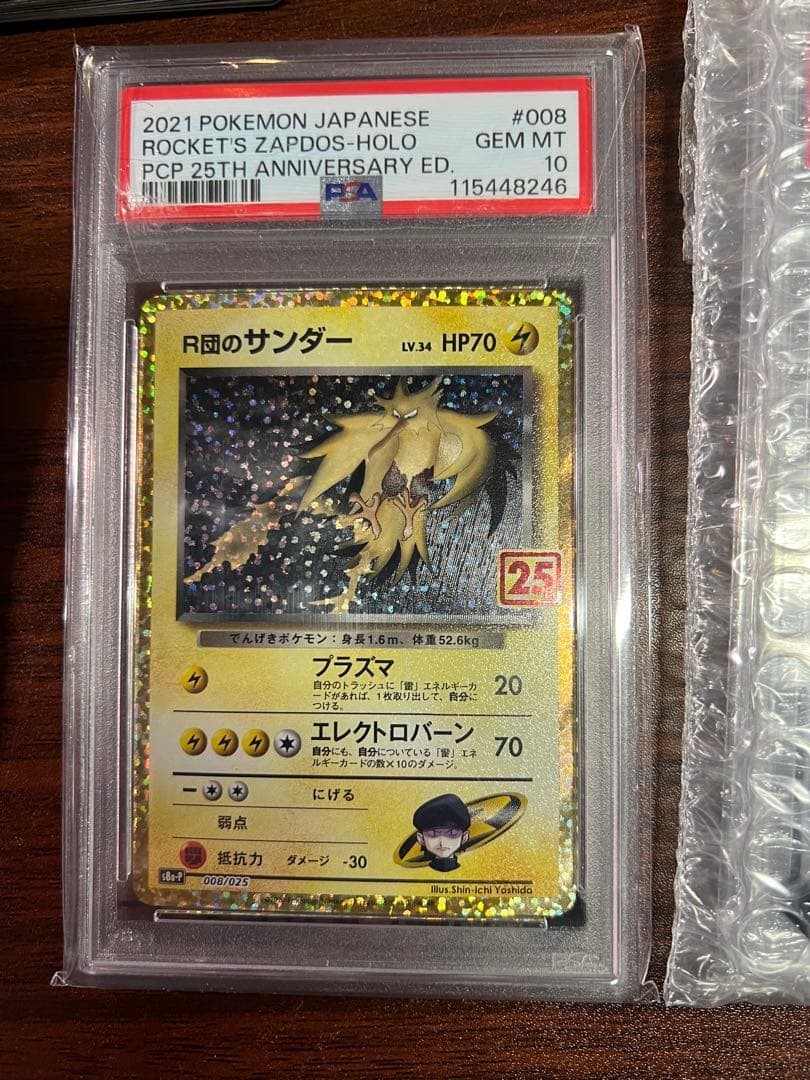 2021 POKEMON JAPANESE #008
ROCKET'S ZAPDOS-HOLO GEM MT
PCP 25TH ANNIVERSARY ED. 10
PSA 115448246
R団のサンダー LV.34 HP70
25
でんげきポケモン：身長1.6m、体重52.6kg
プラズマ 20
自分のトラッシュに「雷」エネルギーカ
ードがあれば、1枚取り出して、自分に
つける。
エレクトロバーン 70
自分にも、自分についている「雷」エネ
ルギーカードの数×10のダメージ。
にげる
弱点
抵抗力 ダメージ -30
s8a-P 008/025
Illus.Shin-Ichi Yoshida